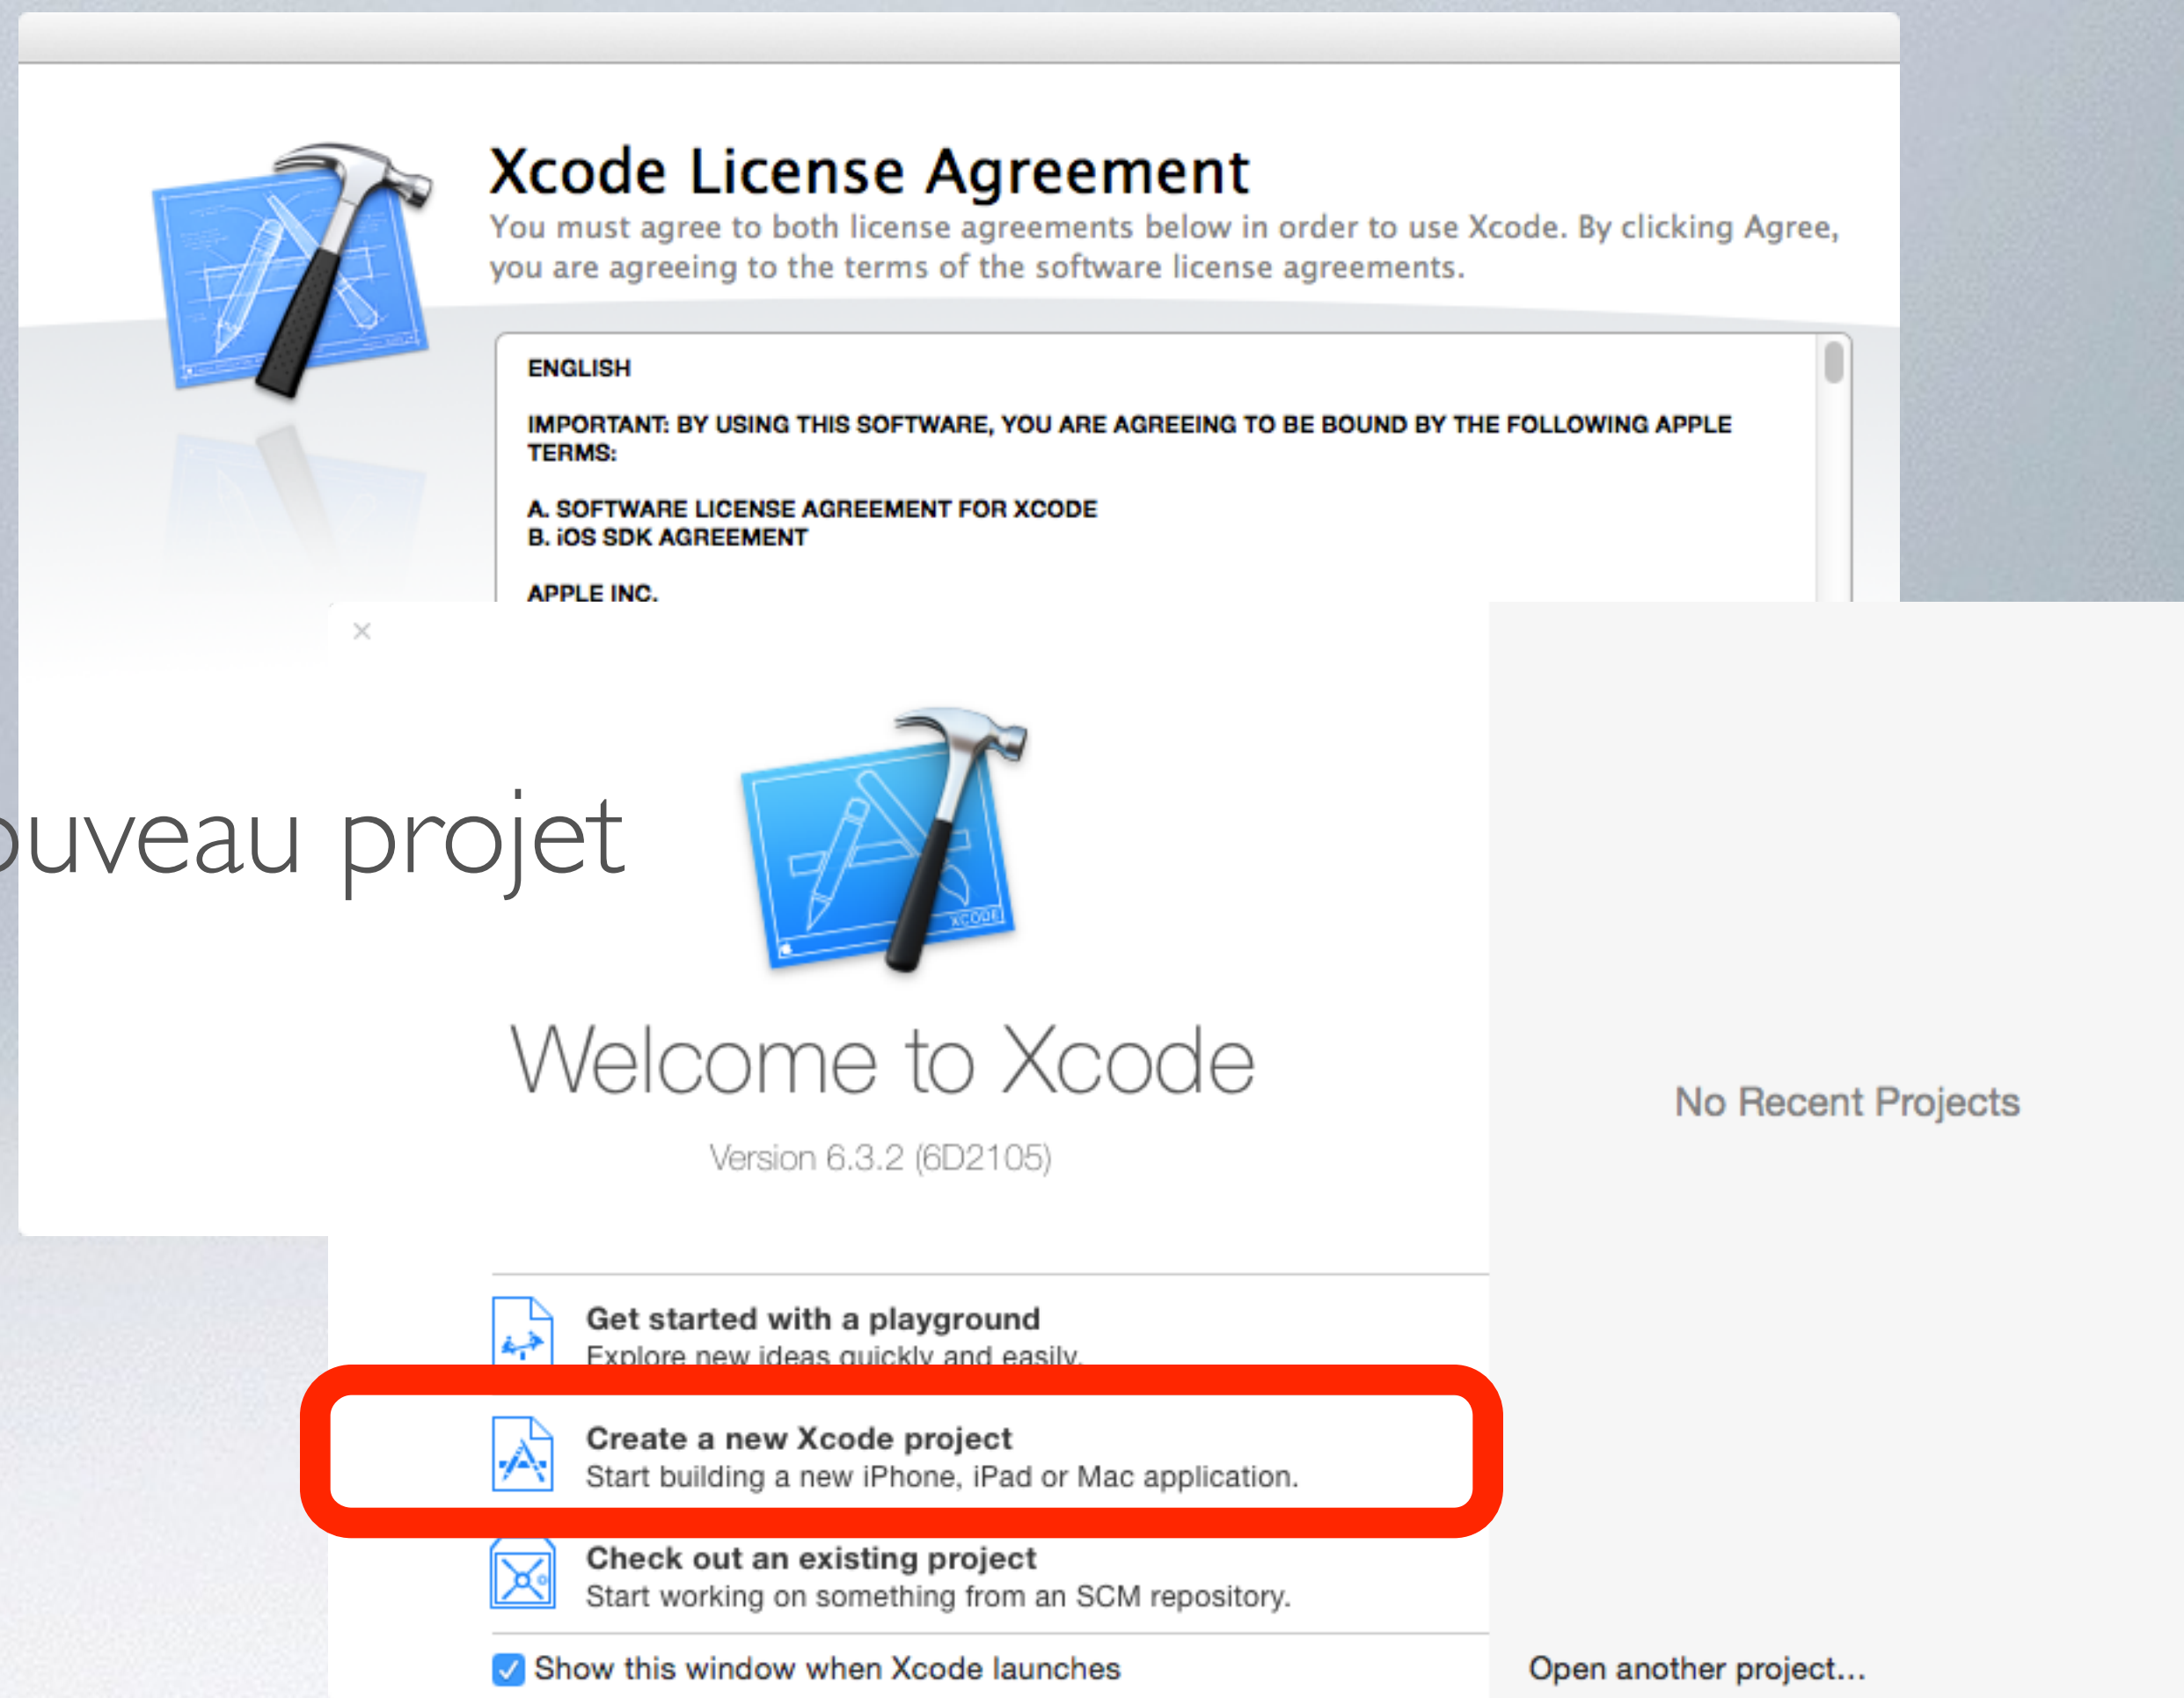 Xcode License Agreement
You must agree to both license agreements below in order to use Xcode. By clicking Agree,
you are agreeing to the terms of the software license agreements.
ENGLISH
IMPORTANT: BY USING THIS SOFTWARE, YOU ARE AGREEING TO BE BOUND BY THE FOLLOWING APPLE
TERMS:
A. SOFTWARE LICENSE AGREEMENT FOR XCODE
B. iOS SDK AGREEMENT
APPLE INC.
ouveau projet
XCODE
Welcome to Xcode
Version 6.3.2 (6D2105)
No Recent Projects
Get started with a playground
Explore new ideas quickly and easily.
Create a new Xcode project
Start building a new iPhone, iPad or Mac application.
Check out an existing project
Start working on something from an SCM repository.
Show this window when Xcode launches
Open another project...